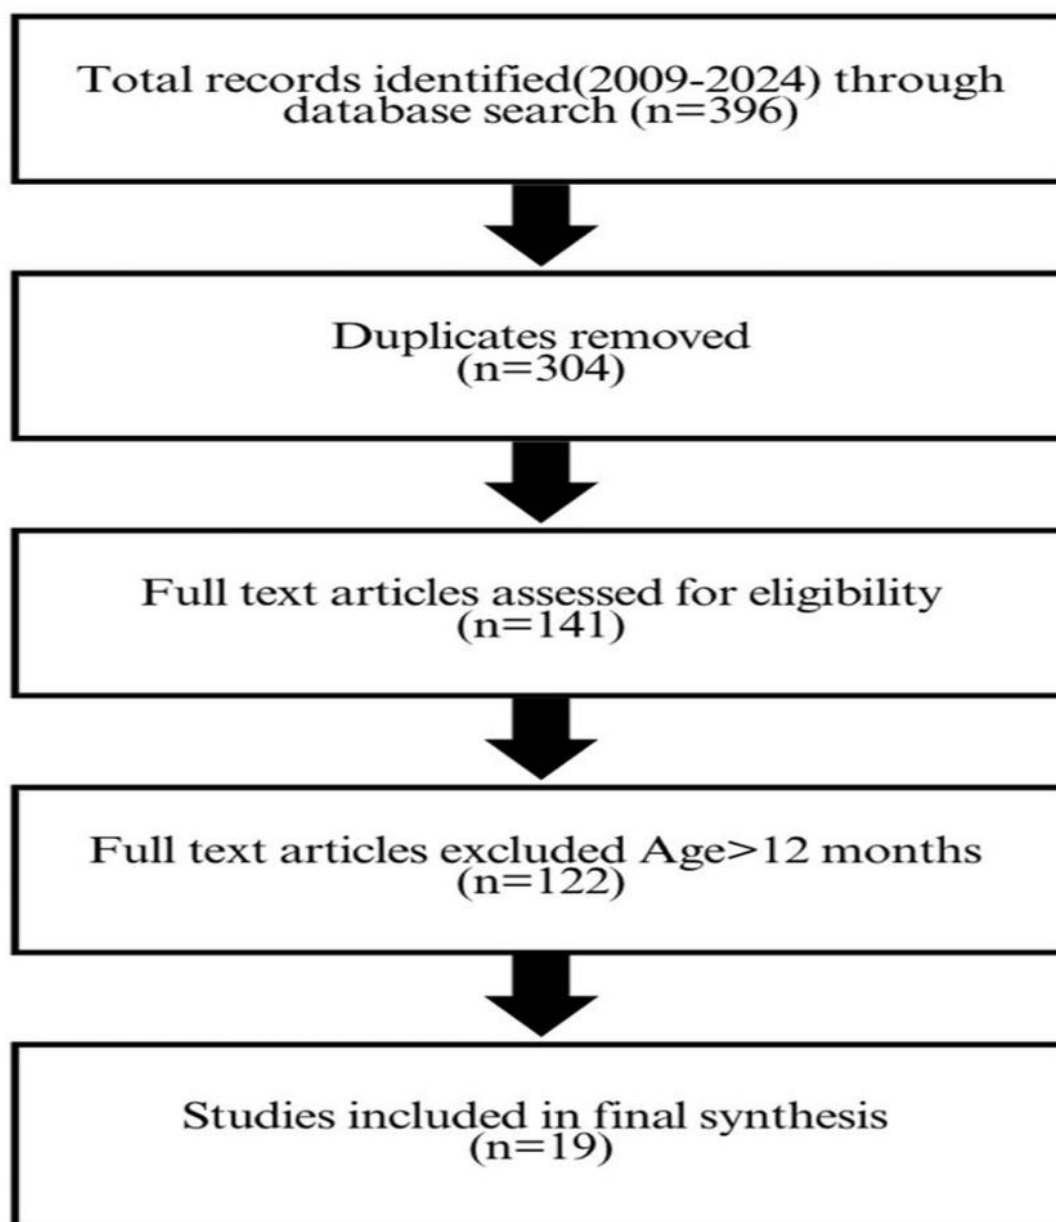 Total records identified(2009-2024) through
database search (n=396)
Duplicates removed
(n=304)
Full text articles assessed for eligibility
(n=141)
Full text articles excluded Age>12 months
(n=122)
Studies included in final synthesis
(n=19)